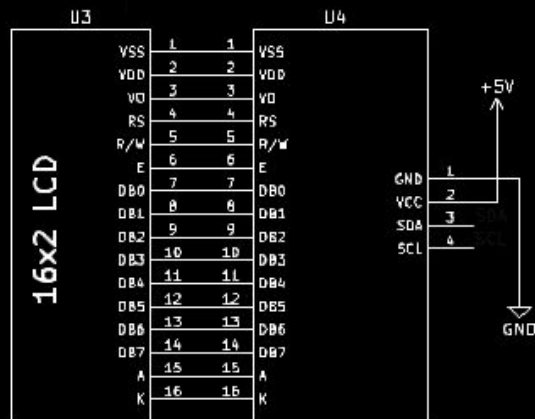 U3 U4
VSS 1 1 VSS
VDD 2 2 VDD
+5V
VO 3 3 VO
RS 4 4 RS
R/W 5 5 R/W
E 6 6 E
GND 1
DB0 7 7 DB0
VCC 2
DB1 8 8 DB1
SDA 3 SDA
DB2 9 9 DB2
SCL 4 SCL
DB3 10 10 DB3
16x2 LCD
DB4 11 11 DB4
DB5 12 12 DB5
DB6 13 13 DB6
GND
DB7 14 14 DB7
A 15 15 A
K 16 16 K